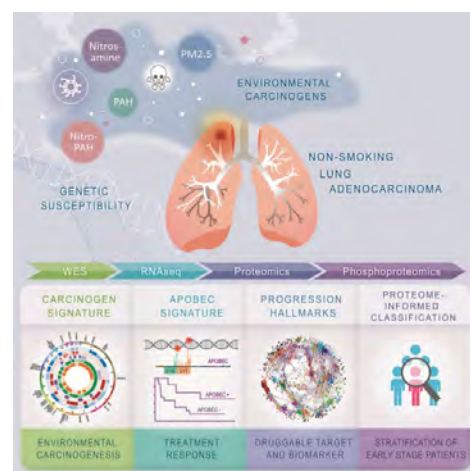 Nitros-
amine
PM2.5
PAH
ENVIRONMENTAL
CARCINOGENS
Nitro-
PAH
NON-SMOKING
LUNG
ADENOCARCINOMA
GENETIC
SUSCEPTIBILITY
WES
RNAseq
Proteomics
Phosphoproteomics
CARCINOGEN
SIGNATURE
APOBEC
SIGNATURE
PROGRESSION
HALLMARKS
PROTEOME-
INFORMED
CLASSIFICATION
APOBEC
APOBEC +
APOBEC -
ENVIRONMENTAL
CARCINOGENESIS
TREATMENT
RESPONSE
DRUGGABLE TARGET
AND BIOMARKER
STRATIFICATION OF
EARLY STAGE PATIENTS